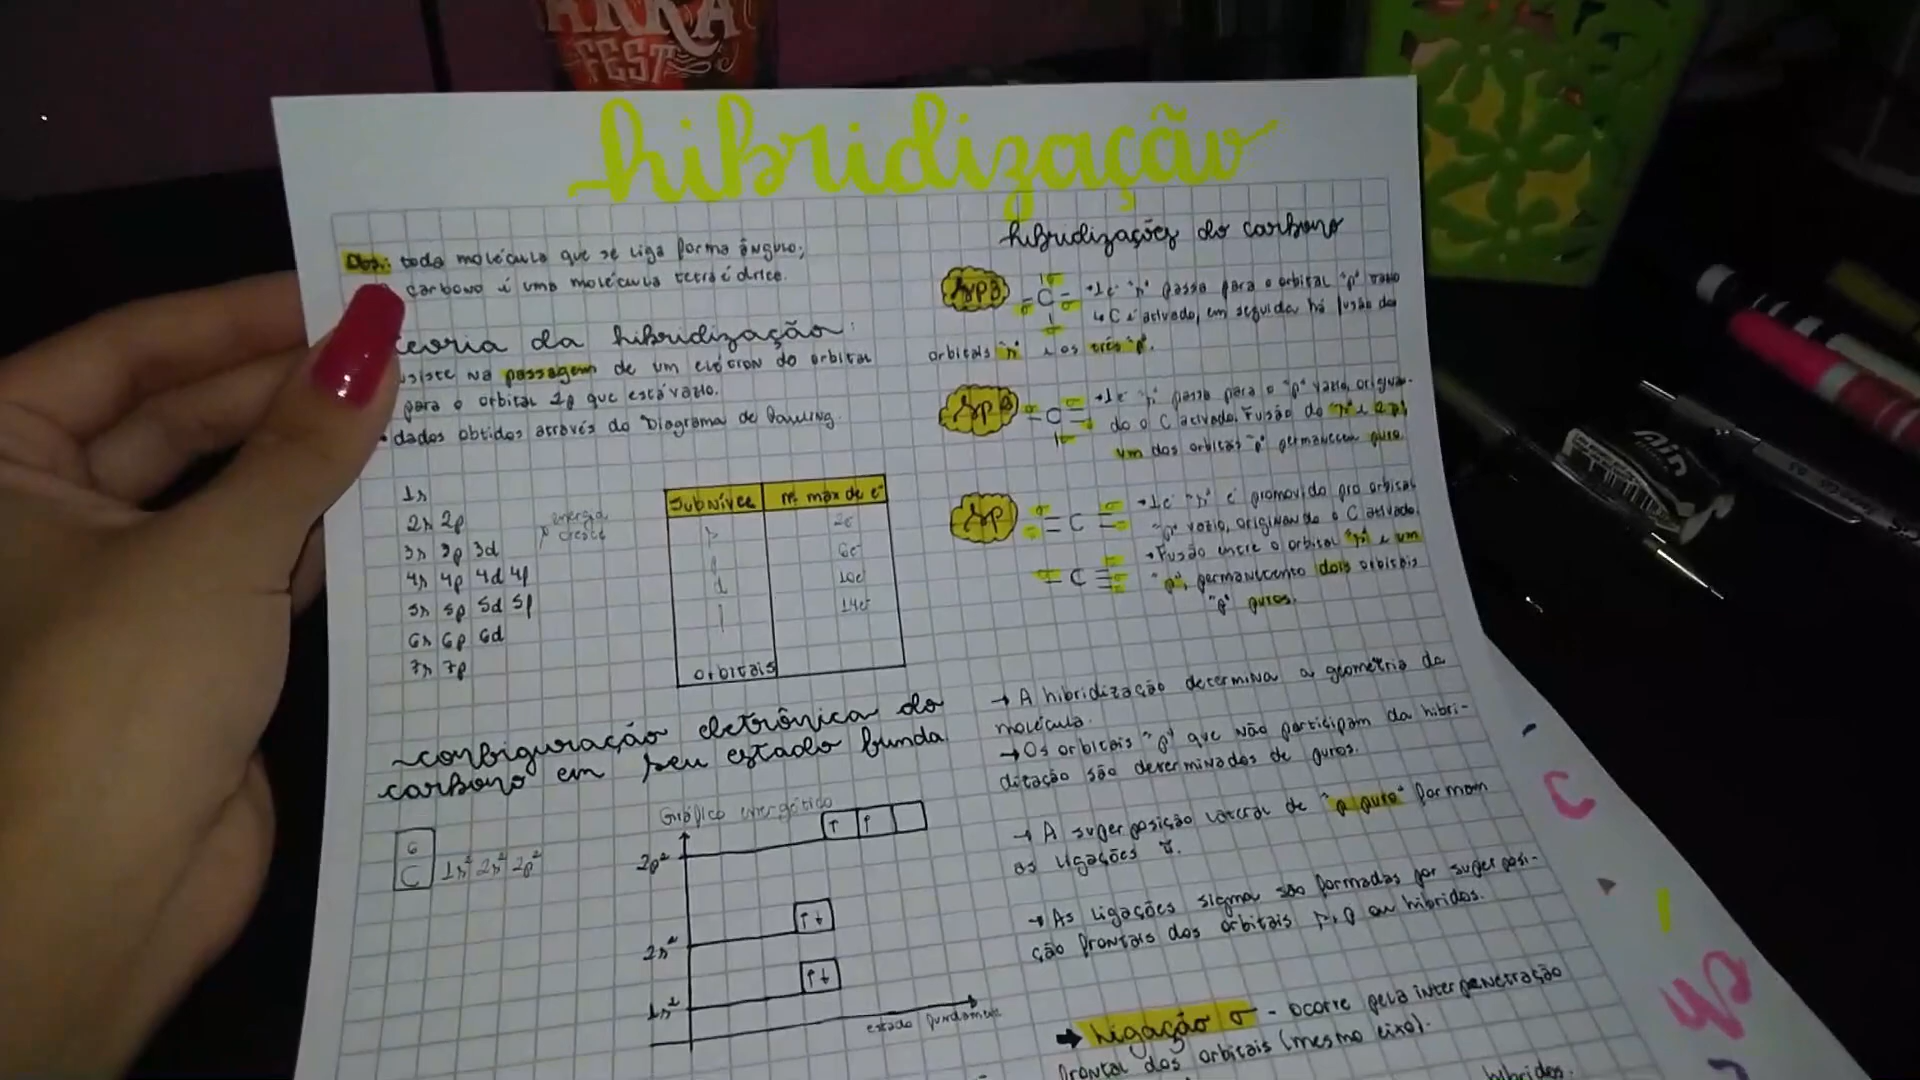 ARRA
FEST
hibridização
Obs.: toda molécula que se liga forma ângulo;
carbono é uma molécula tetraédrica.
teoria da hibridização:
siste na passagem de um elétron do orbital
para o orbital 2p que está vazio.
• dados obtidos através do Diagrama de Pauling.
1s
2s 2p
3s 3p 3d
4s 4p 4d 4f
5s 5p 5d 5f
6s 6p 6d
7s 7p
energia
cresce
Subnível nº max de e-
s 2e-
p 6e-
d 10e-
f 14e-
orbitais
configuração eletrônica do
carbono em seu estado funda
6
C 1s² 2s² 2p²
Gráfico energético
2p² ↑ ↑
2s² ↑↓
1s² ↑↓
estado fundament
hibridizações do carbono
sp3 σ - C - σ • 1e- "s" passa para o orbital "p" vazio
↳ C é ativado, em seguida há fusão dos
orbitais "s" e os três "p".
sp2 = C = • 1e- "s" passa para o "p" vazio, originan-
do o C ativado. Fusão do "s" e 2 "p",
um dos orbitais "p" permanecem puro.
sp = C = • 1e- "s" é promovido pro orbital
"p" vazio, originando o C ativado.
• Fusão entre o orbital "s" e um
- C ≡ "p", permanecento dois orbitais
"p" puros.
→ A hibridização determina a geometria da
molécula.
→ Os orbitais "p" que não participam da hibri-
dização são determinados de puros.
→ A superposição lateral de "p puro" formam
as ligações π.
→ As ligações sigma são formadas por superposi-
ção frontais dos orbitais s, p ou híbridos.
➡ Ligação σ - ocorre pela interpenetração
frontal dos orbitais (mesmo eixo).
híbridos.
Ain